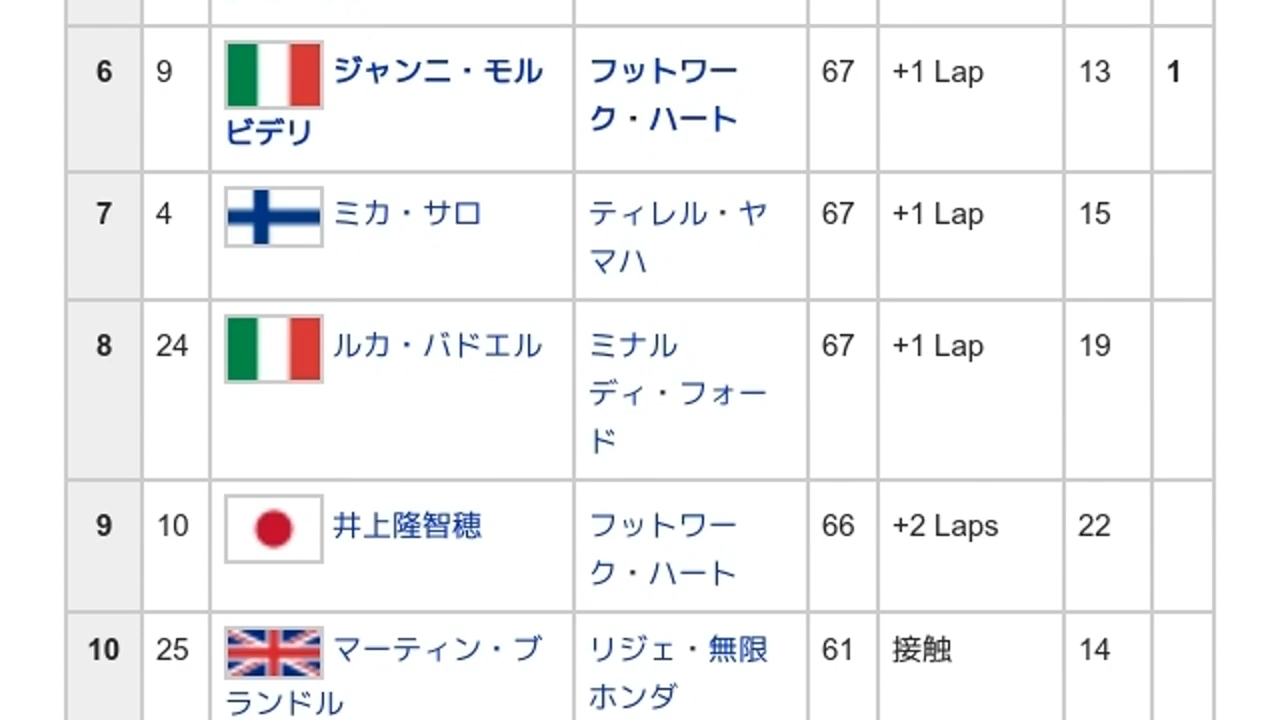 6 9 ジャンニ・モル フットワー 67 +1 Lap 13 1
ビデリ ク・ハート
7 4 ミカ・サロ ティレル・ヤ 67 +1 Lap 15
マハ
8 24 ルカ・バドエル ミナル 67 +1 Lap 19
ディ・フォー
ド
9 10 井上隆智穂 フットワー 66 +2 Laps 22
ク・ハート
10 25 マーティン・ブ リジェ・無限 61 接触 14
ランドル ホンダ